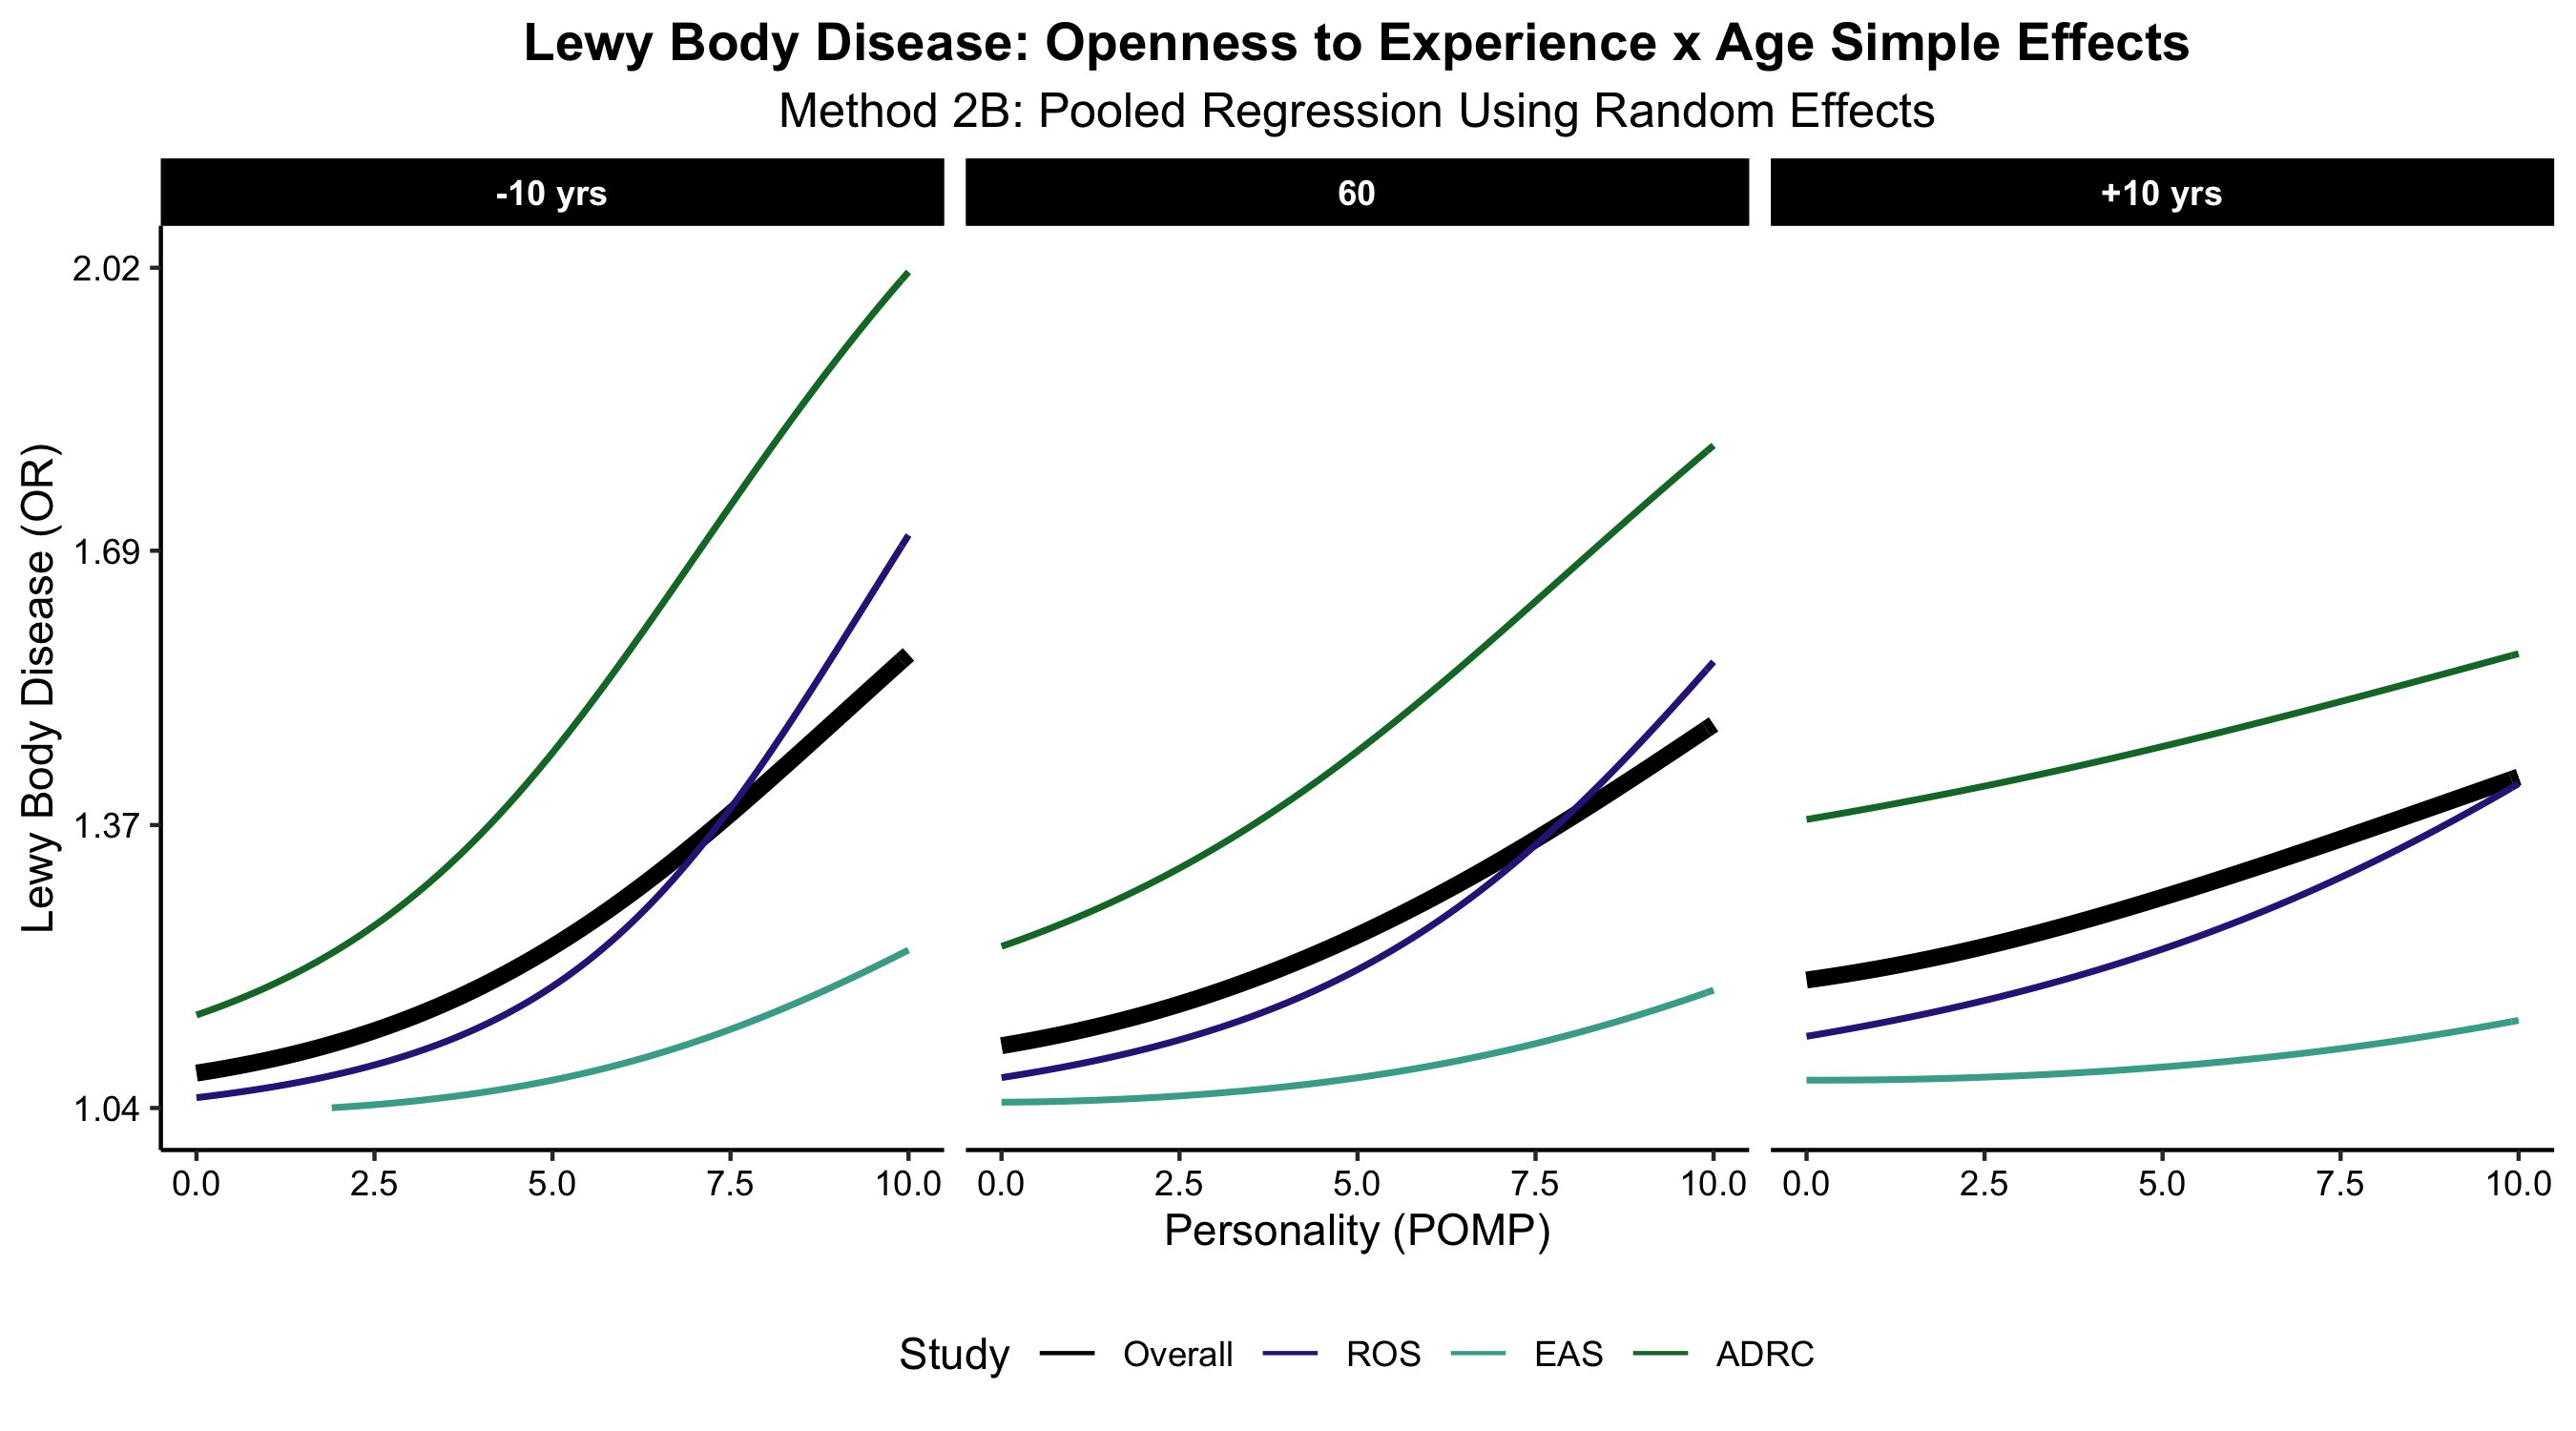 Lewy Body Disease: Openness to Experience x Age Simple Effects
Method 2B: Pooled Regression Using Random Effects
-10 yrs 60 +10 yrs
Lewy Body Disease (OR)
2.02
1.69
1.37
1.04
0.0 2.5 5.0 7.5 10.0 0.0 2.5 5.0 7.5 10.0 0.0 2.5 5.0 7.5 10.0
Personality (POMP)
Study Overall ROS EAS ADRC